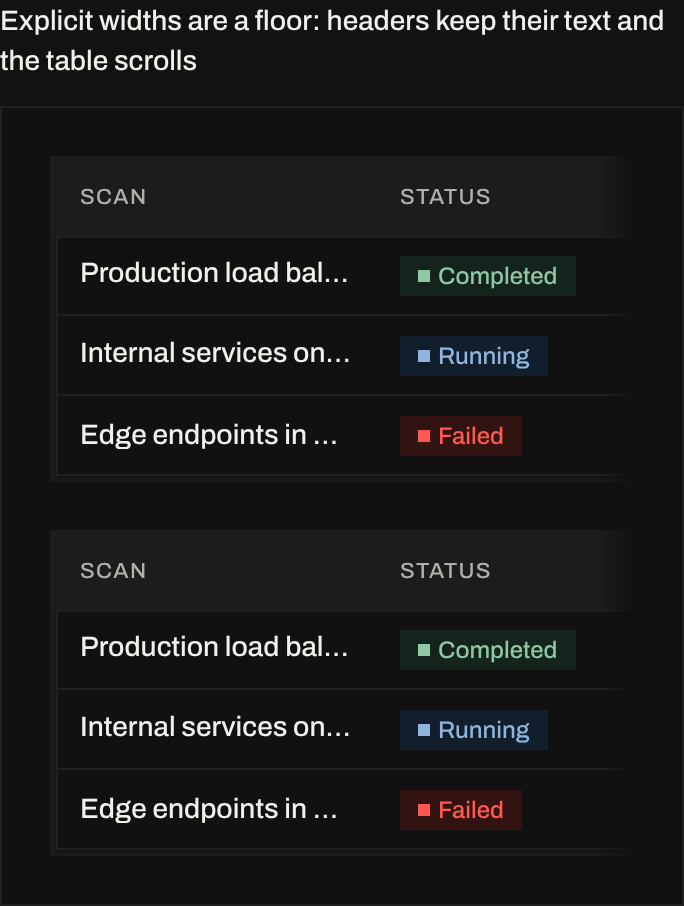 Explicit widths are a floor: headers keep their text and
the table scrolls
SCAN STATUS
Production load bal... Completed
Internal services on... Running
Edge endpoints in ... Failed
SCAN STATUS
Production load bal... Completed
Internal services on... Running
Edge endpoints in ... Failed